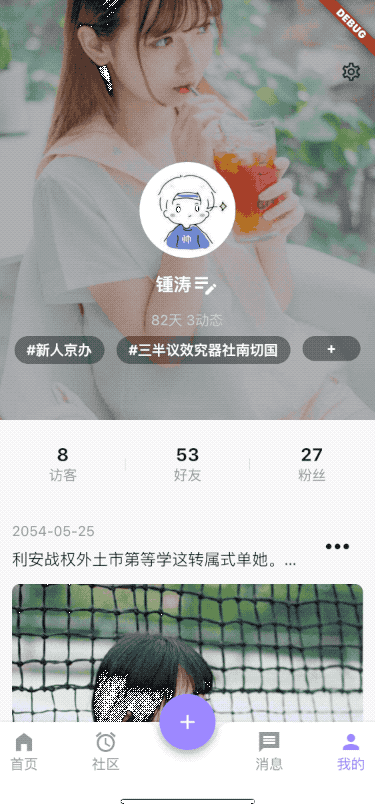 DEBUG
帅
锺涛
82天 3动态
#新人京办
#三半议效究器社南切国
+
8
53
27
访客
好友
粉丝
2054-05-25
利安战权外土市第等学这转属式单她。...
首页
社区
消息
我的